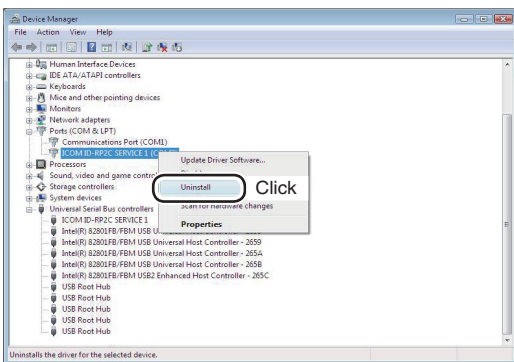 Device Manager
File Action View Help
Human Interface Devices
IDE ATA/ATAPI controllers
Keyboards
Mice and other pointing devices
Monitors
Network adapters
Ports (COM & LPT)
Communications Port (COM1)
ICOM ID-RP2C SERVICE 1
Update Driver Software...
Processors
Sound, video and game
Uninstall
Click
Storage controllers
Scan for hardware changes
System devices
Properties
Universal Serial Bus controllers
ICOM ID-RP2C SERVICE 1
Intel(R) 82801FB/FBM USB
Intel(R) 82801FB/FBM USB Universal Host Controller - 2659
Intel(R) 82801FB/FBM USB Universal Host Controller - 265A
Intel(R) 82801FB/FBM USB Universal Host Controller - 265B
Intel(R) 82801FB/FBM USB2 Enhanced Host Controller - 265C
USB Root Hub
USB Root Hub
USB Root Hub
USB Root Hub
USB Root Hub
Uninstalls the driver for the selected device.